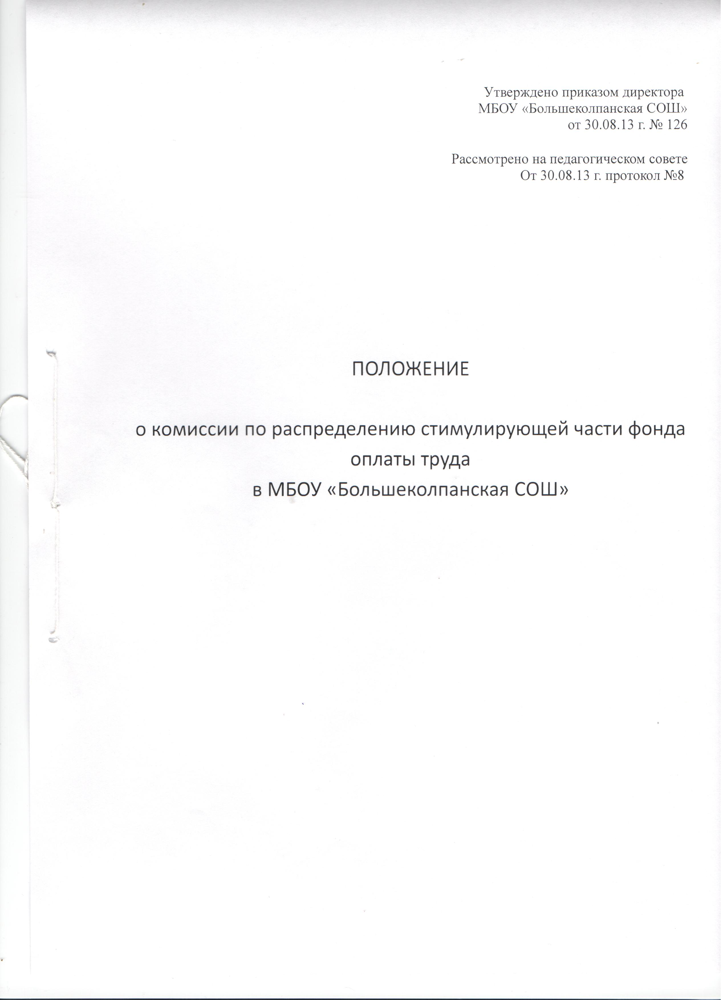 Утверждено приказом директора
МБОУ «Большеколпанская СОШ»
от 30.08.13 г. № 126
Рассмотрено на педагогическом совете
От 30.08.13 г. протокол №8
ПОЛОЖЕНИЕ
о комиссии по распределению стимулирующей части фонда
оплаты труда
в МБОУ «Большеколпанская СОШ»